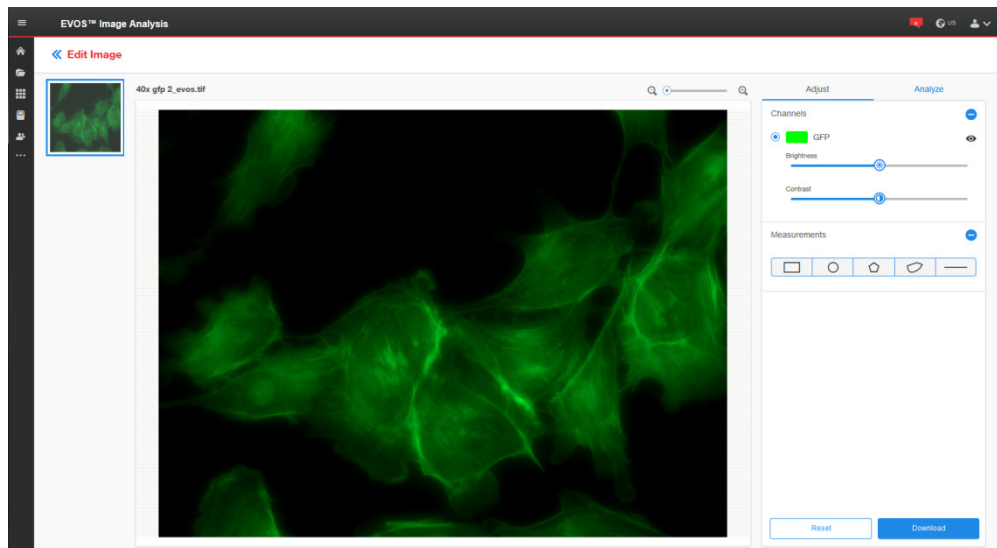 EVOS™ Image Analysis
US
Edit Image
40x gfp 2_evos.tif
Adjust
Analyze
Channels
GFP
Brightness
Contrast
Measurements
Reset
Download